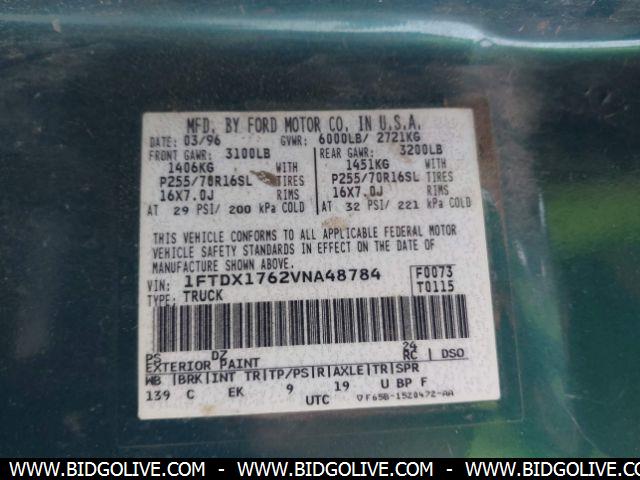 MFD. BY FORD MOTOR CO. IN U.S.A.
DATE: 03/96 GVWR: 6000LB/ 2721KG
FRONT GAWR: 3100LB REAR GAWR: 3200LB
1406KG WITH 1451KG WITH
P255/70R16SL TIRES P255/70R16SL TIRES
16X7.0J RIMS 16X7.0J RIMS
AT 29 PSI/ 200 kPa COLD AT 32 PSI/ 221 kPa COLD
THIS VEHICLE CONFORMS TO ALL APPLICABLE FEDERAL MOTOR
VEHICLE SAFETY STANDARDS IN EFFECT ON THE DATE OF
MANUFACTURE SHOWN ABOVE.
VIN: 1FTDX1762VNA48784 F0073
TYPE: TRUCK T0115
PS DZ 24
EXTERIOR PAINT RC | DSO
WB | BRK | INT TR | TP/PS | R | AXLE | TR | SPR
139 C EK 9 19 U BP F
UTC ▽F65B-1520472-AA
WWW.BIDGOLIVE.COM - WWW.BIDGOLIVE.COM - WWW.BIDGOLIVE.COM